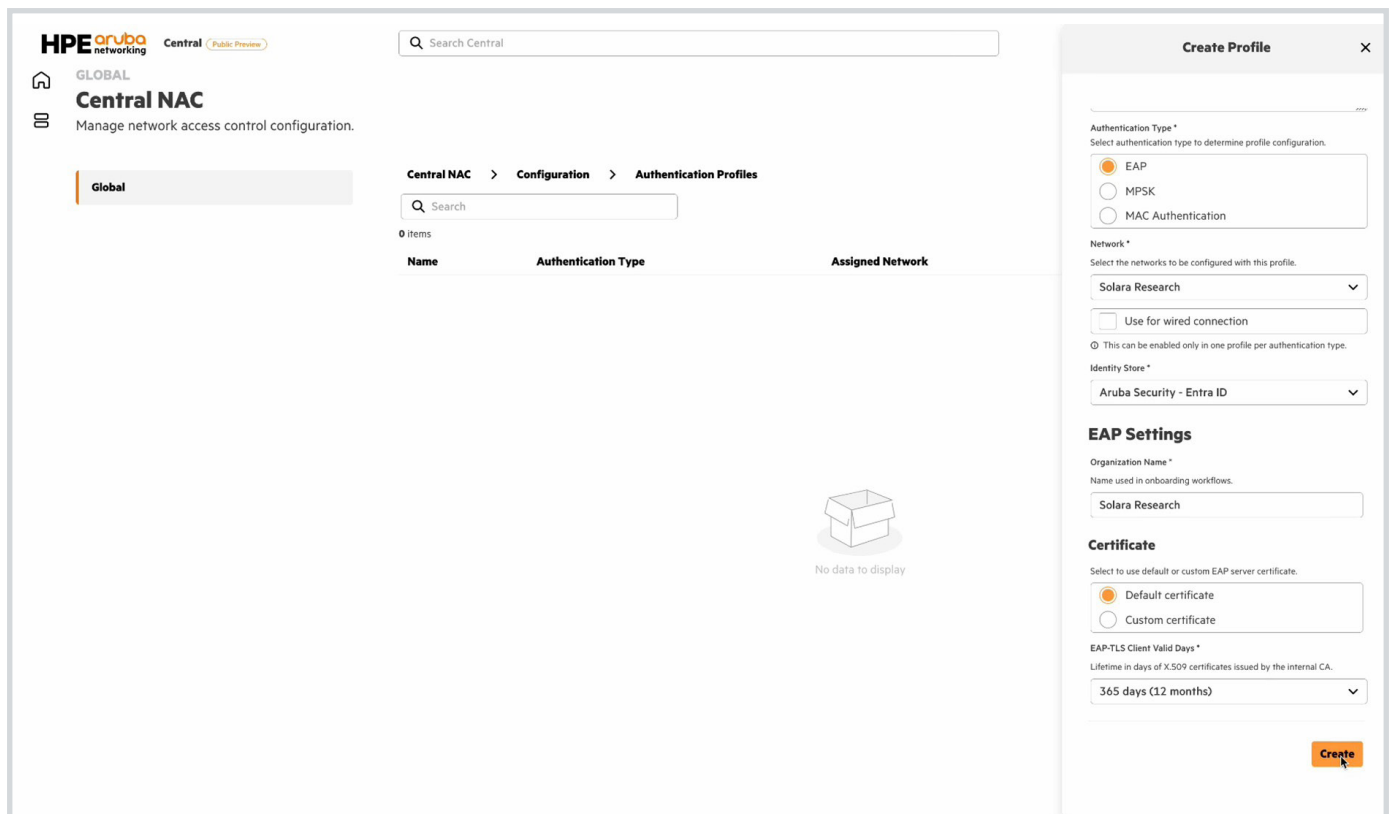 HPE aruba networking Central Public Preview
Search Central
GLOBAL
Central NAC
Manage network access control configuration.
Global
Central NAC > Configuration > Authentication Profiles
Search
0 items
Name Authentication Type Assigned Network
No data to display
Create Profile
Authentication Type *
Select authentication type to determine profile configuration.
EAP
MPSK
MAC Authentication
Network *
Select the networks to be configured with this profile.
Solara Research
Use for wired connection
This can be enabled only in one profile per authentication type.
Identity Store *
Aruba Security - Entra ID
EAP Settings
Organization Name *
Name used in onboarding workflows.
Solara Research
Certificate
Select to use default or custom EAP server certificate.
Default certificate
Custom certificate
EAP-TLS Client Valid Days *
Lifetime in days of X.509 certificates issued by the internal CA.
365 days (12 months)
Create